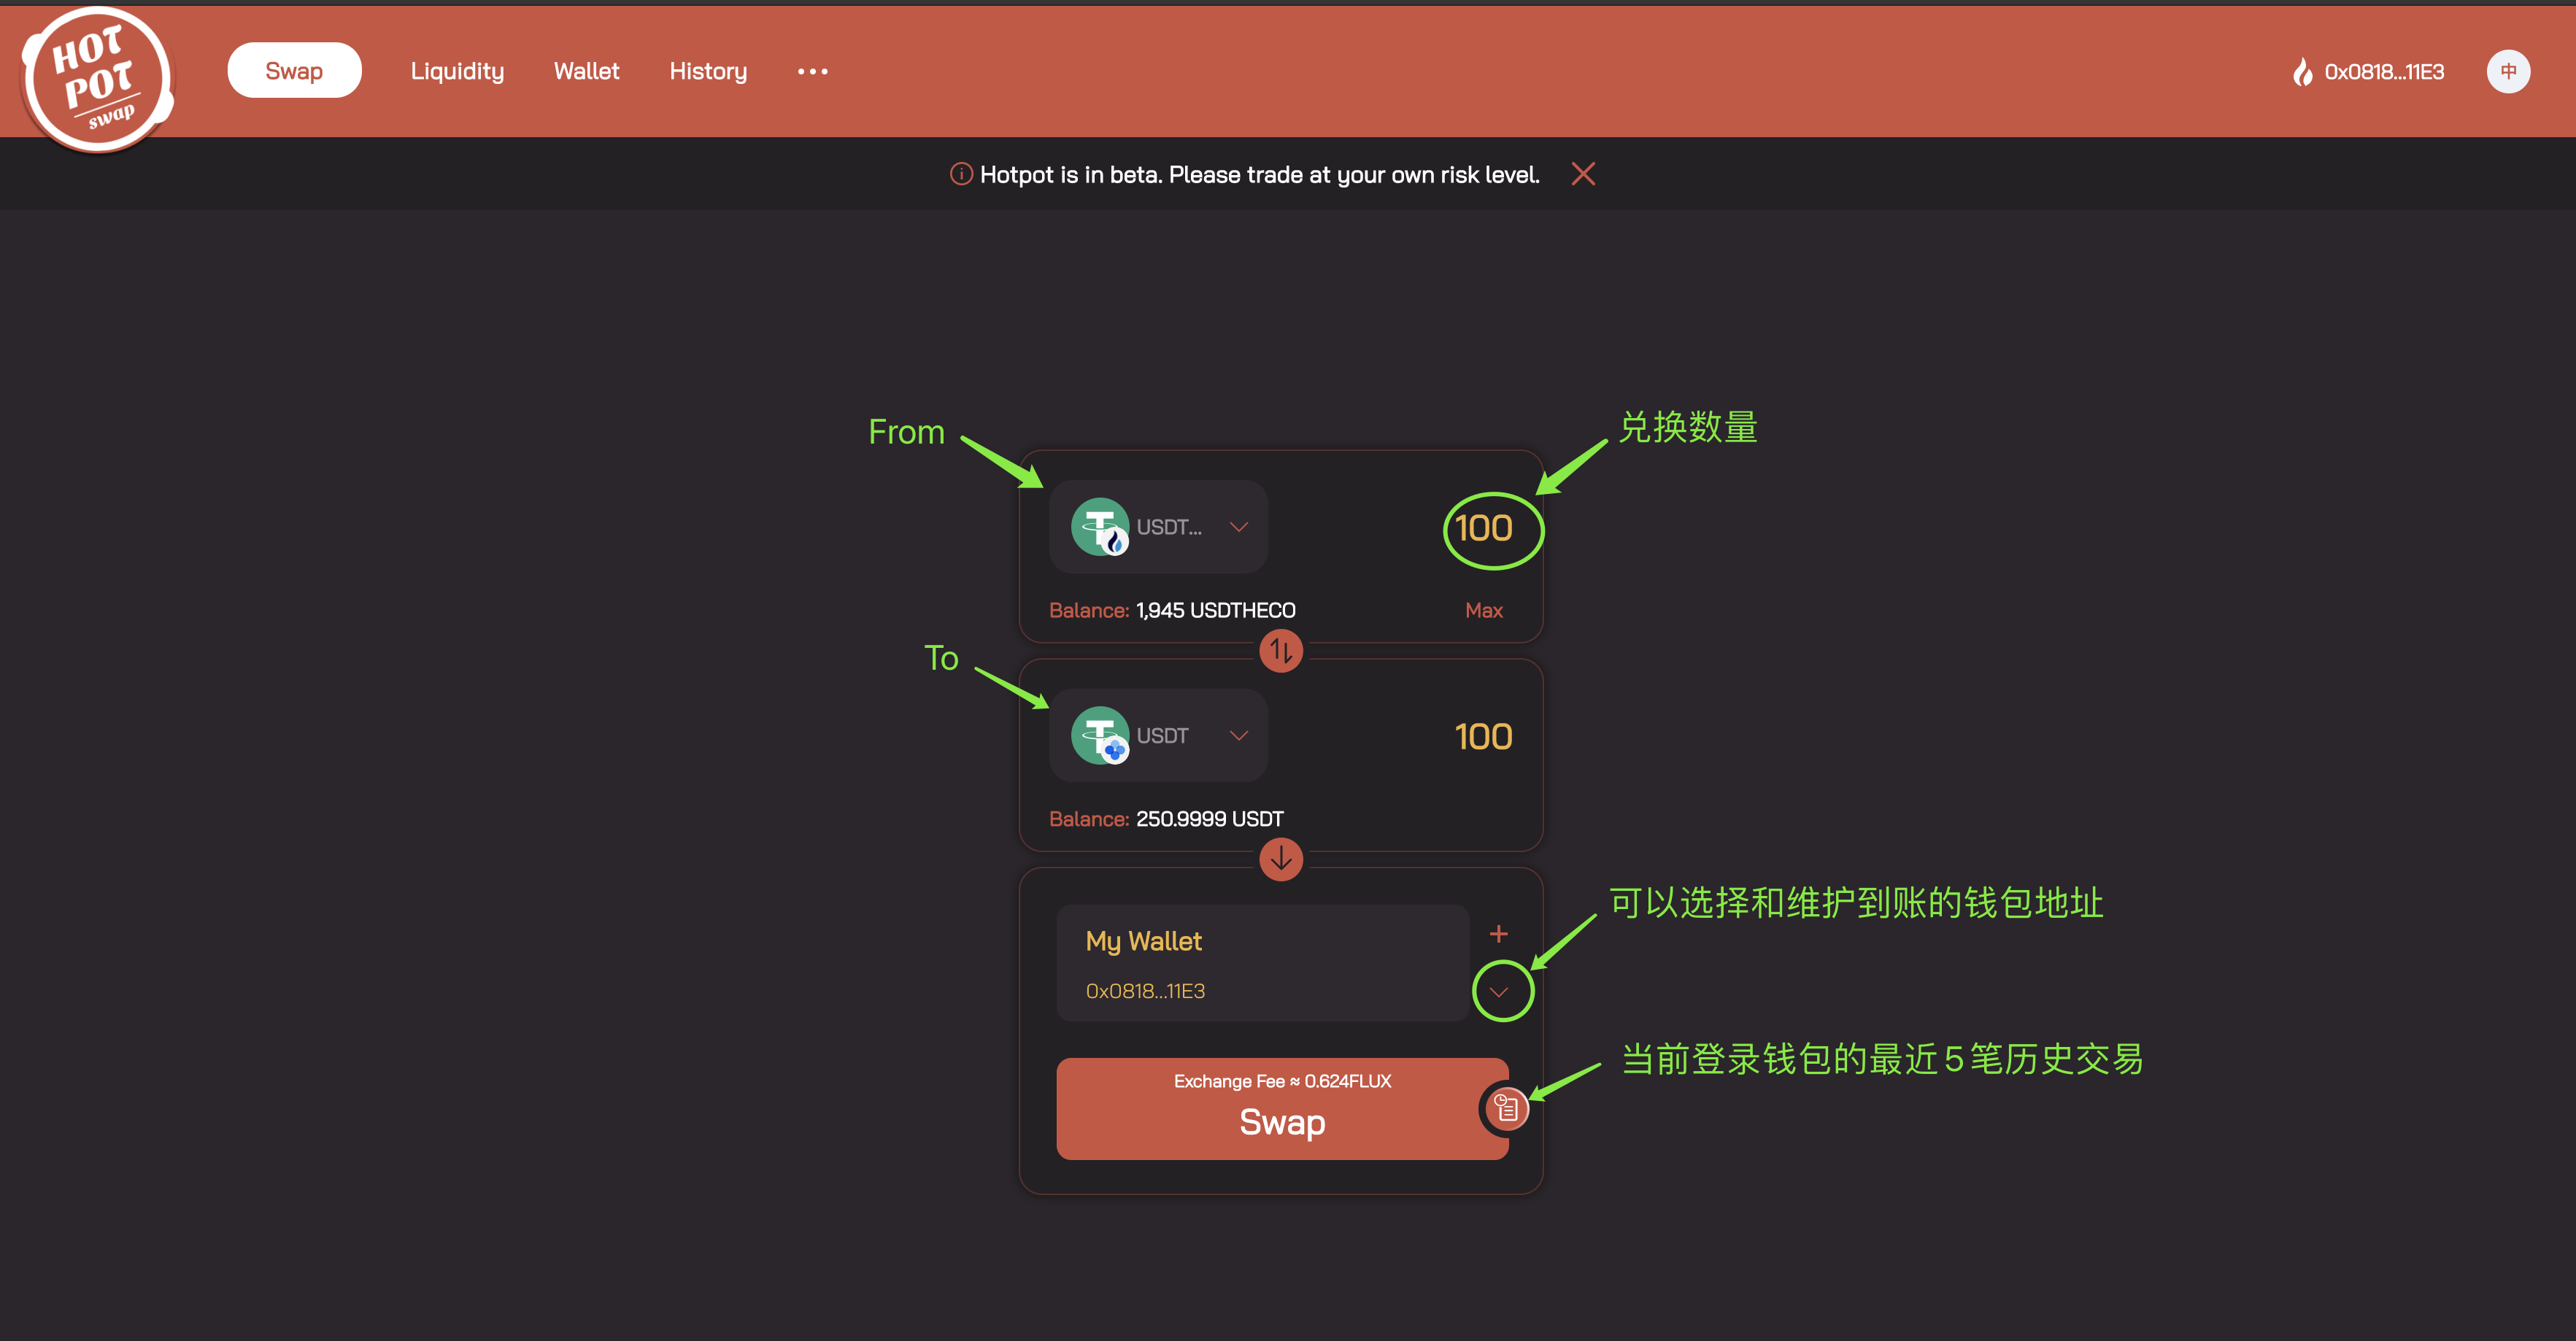 HOT
POT
swap
Swap Liquidity Wallet History 0x0818...11E3 中
Hotpot is in beta. Please trade at your own risk level.
From
兑换数量
USDT... 100
Balance: 1,945 USDTHECO Max
To
USDT 100
Balance: 250.9999 USDT
可以选择和维护到账的钱包地址
My Wallet
0x0818...11E3
当前登录钱包的最近5笔历史交易
Exchange Fee ≈ 0.624FLUX
Swap